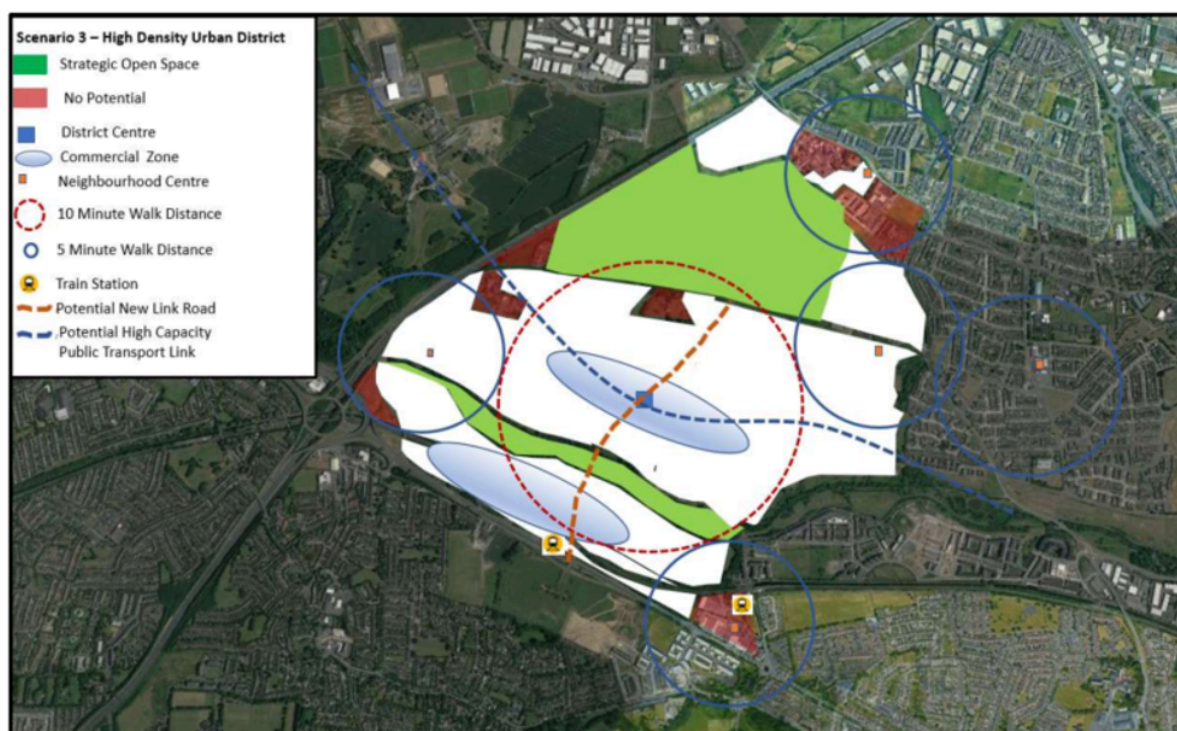 Scenario 3 – High Density Urban District
Strategic Open Space
No Potential
District Centre
Commercial Zone
Neighbourhood Centre
10 Minute Walk Distance
5 Minute Walk Distance
Train Station
Potential New Link Road
Potential High Capacity
Public Transport Link